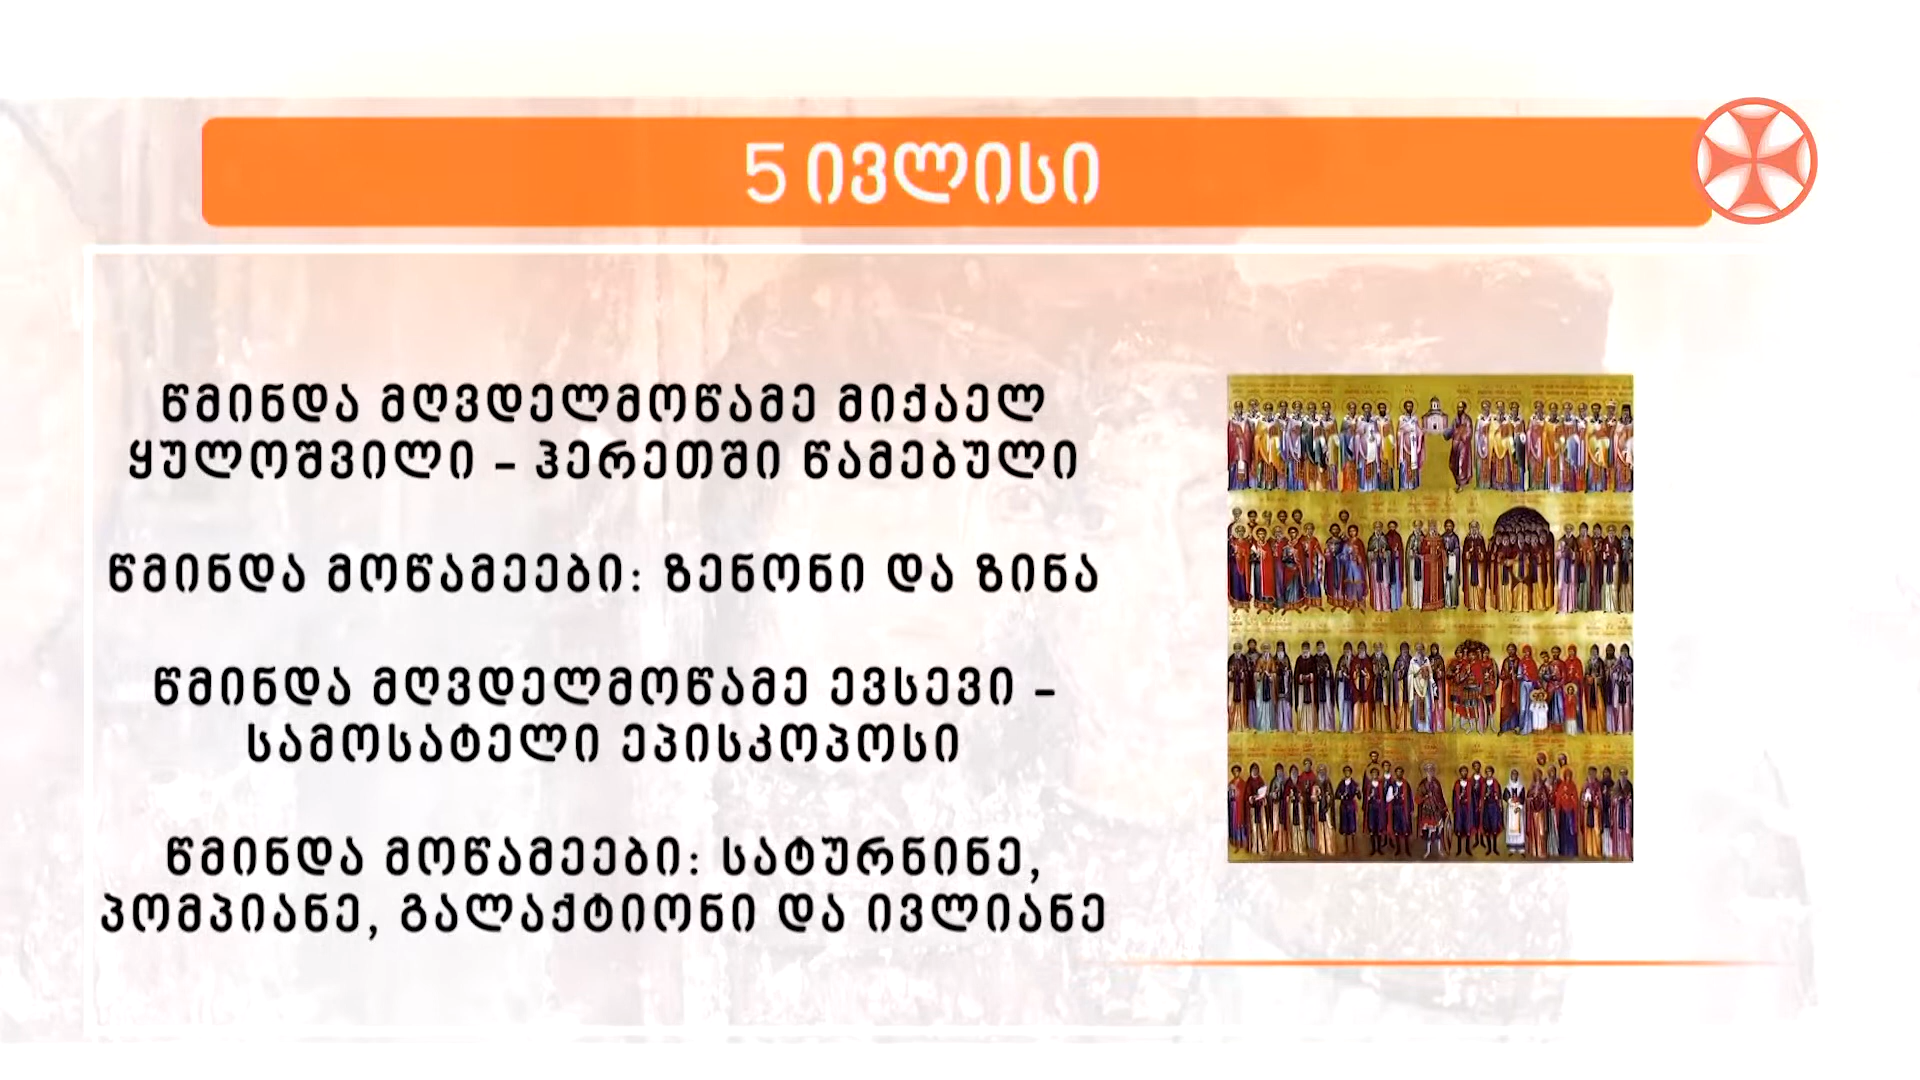 5 ივლისი
წმინდა მღვდელმოწამე მიქაელ
ყულოშვილი – ჰერეთში წამებული
წმინდა მოწამეები: ზენონი და ზინა
წმინდა მღვდელმოწამე ევსევი –
სამოსატელი ეპისკოპოსი
წმინდა მოწამეები: სატურნინე,
პომპიანე, გალაქტიონი და ივლიანე